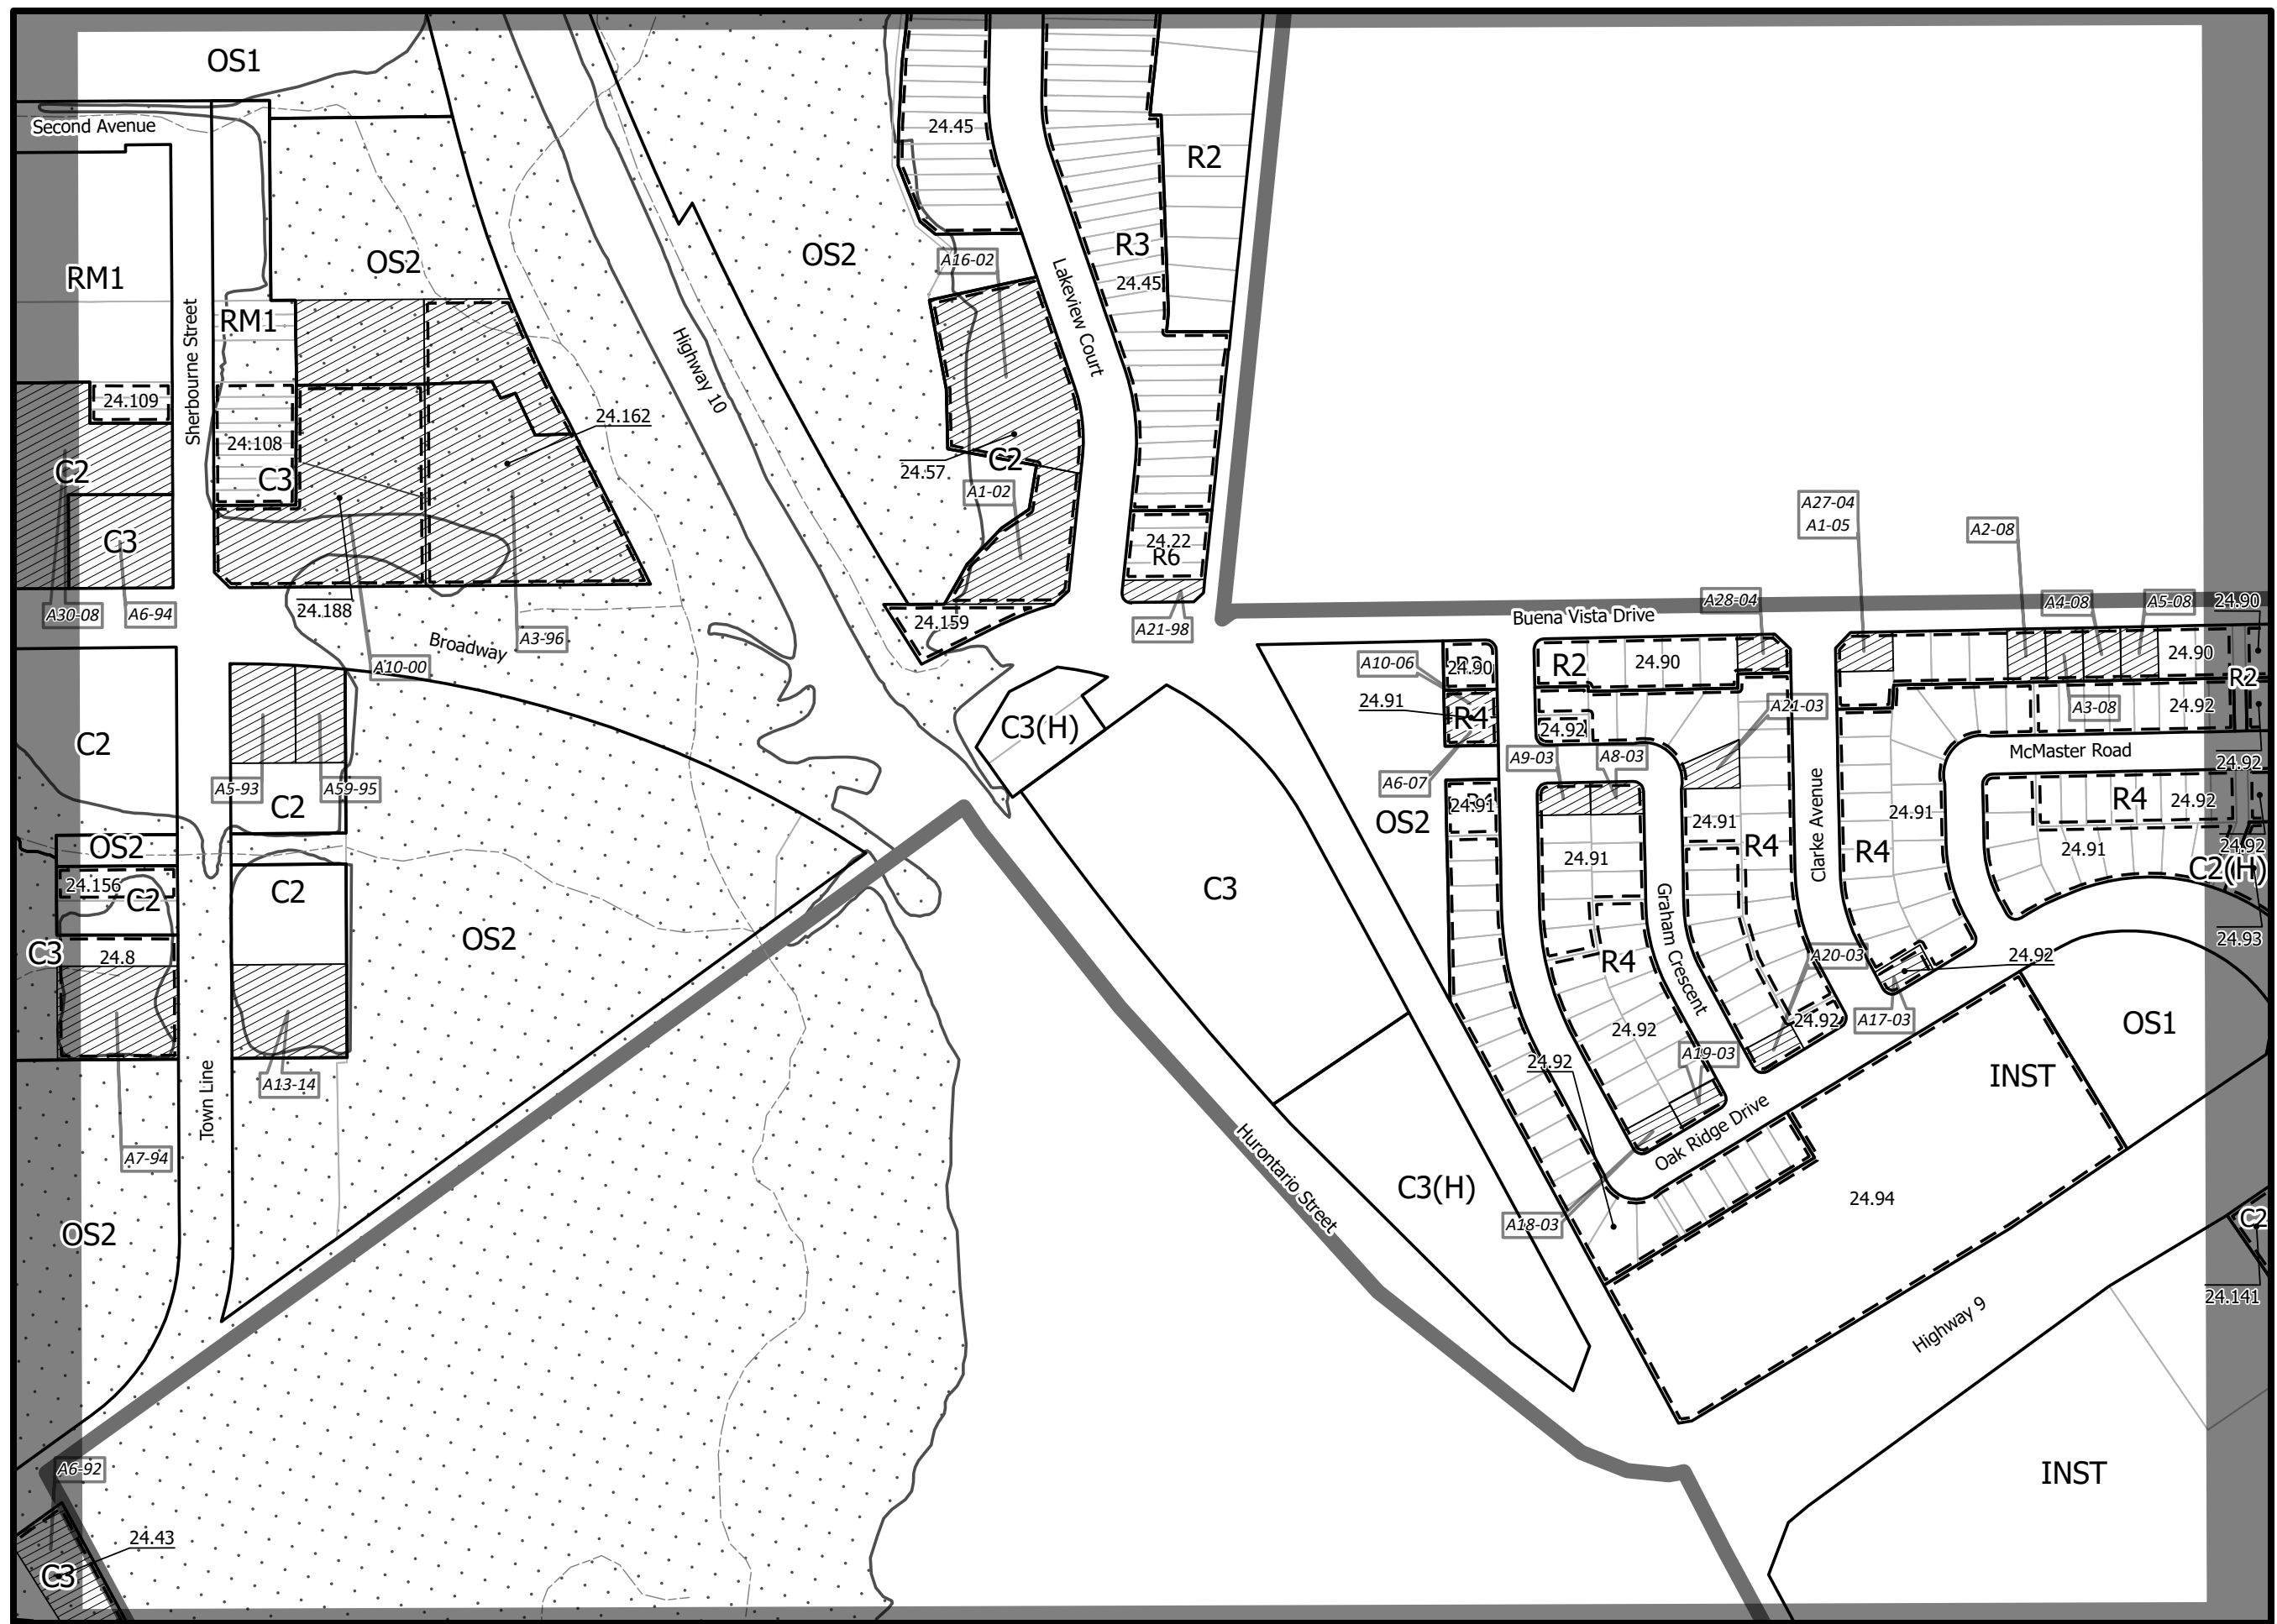 OS1
Second Avenue
24.45
R2
RM1
OS2
OS2
A16-02
R3
24.45
Sherbourne Street
RM1
Highway 10
Lakeview Court
24.109
24.108
24.162
C2
C3
24.57
C2
A1-02
C3
24.22
R6
A27-04
A1-05
A2-08
A30-08
A6-94
24.188
A10-00
Broadway
A3-96
24.159
A21-98
Buena Vista Drive
A28-04
A4-08
A5-08
24.90
A10-06
24.90
R2
24.90
24.90
R2
24.91
R4
24.92
A21-03
A3-08
24.92
C3(H)
C2
A5-93
A59-95
C2
A9-03
A8-03
McMaster Road
24.92
A6-07
24.91
OS2
24.91
R4
Clarke Avenue
24.91
R4
R4
24.92
24.91
24.92
C2(H)
OS2
24.156
C2
C2
C3
24.91
Graham Crescent
C3
24.8
OS2
R4
A20-03
24.92
24.93
24.92
24.92
A17-03
OS1
A13-14
Town Line
A19-03
24.92
INST
A7-94
Oak Ridge Drive
Hurontario Street
C3(H)
24.94
A18-03
C2
OS2
24.141
Highway 9
A6-92
INST
24.43
C3